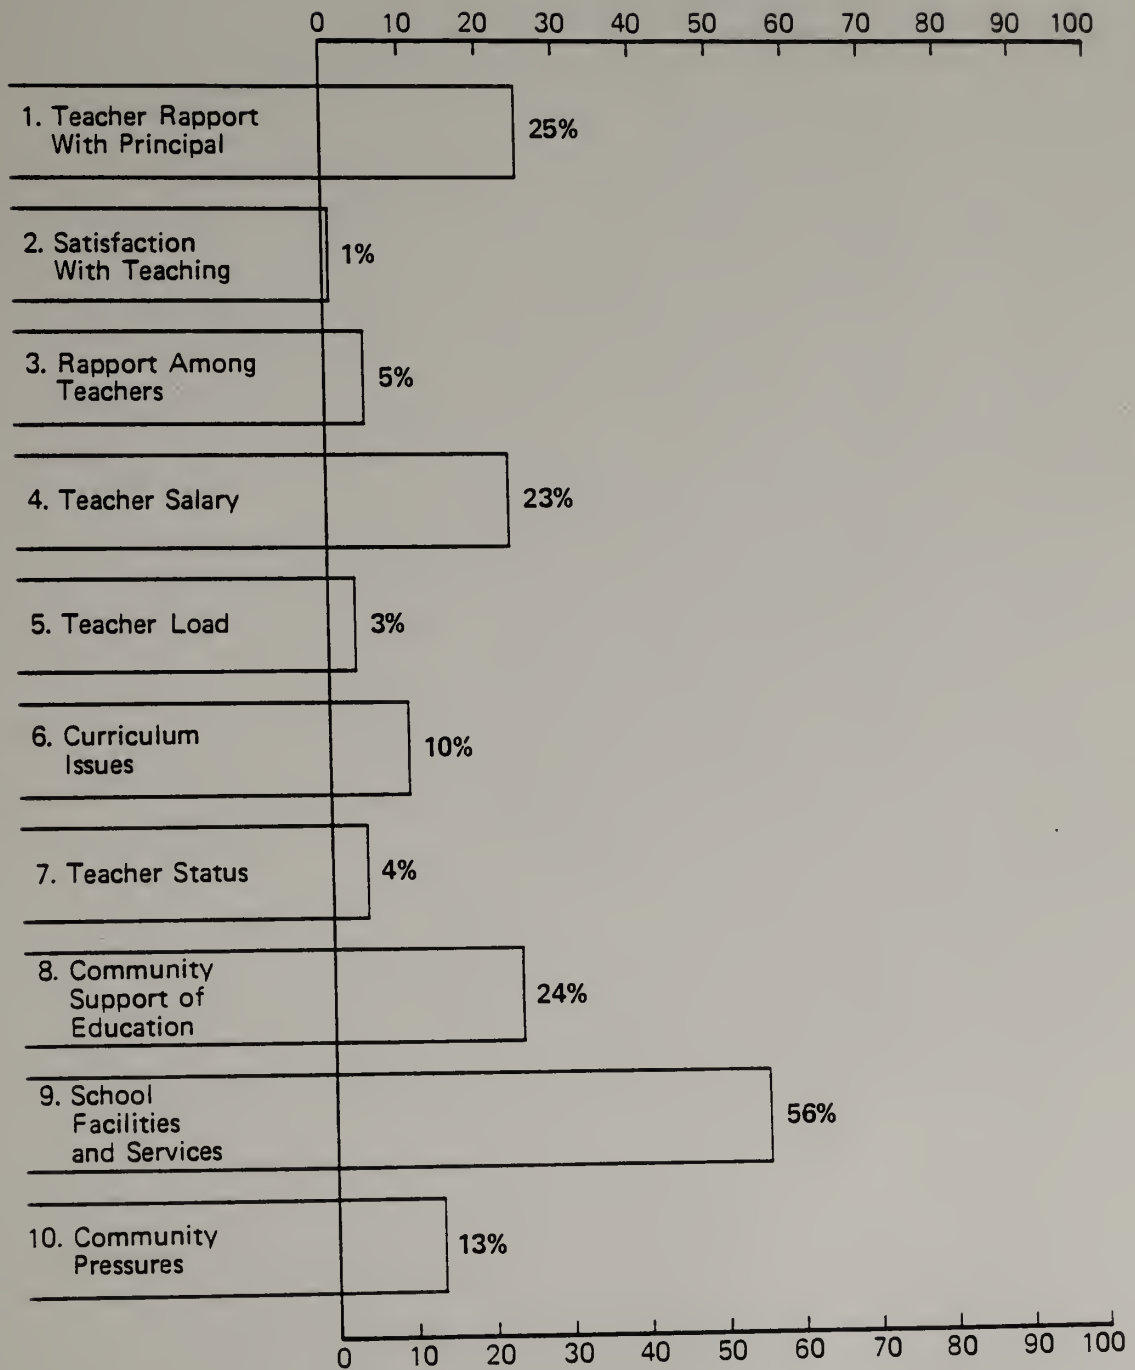 0 10 20 30 40 50 60 70 80 90 100
1. Teacher Rapport
With Principal
25%
2. Satisfaction
With Teaching
1%
3. Rapport Among
Teachers
5%
4. Teacher Salary
23%
5. Teacher Load
3%
6. Curriculum
Issues
10%
7. Teacher Status
4%
8. Community
Support of
Education
24%
9. School
Facilities
and Services
56%
10. Community
Pressures
13%
0 10 20 30 40 50 60 70 80 90 100